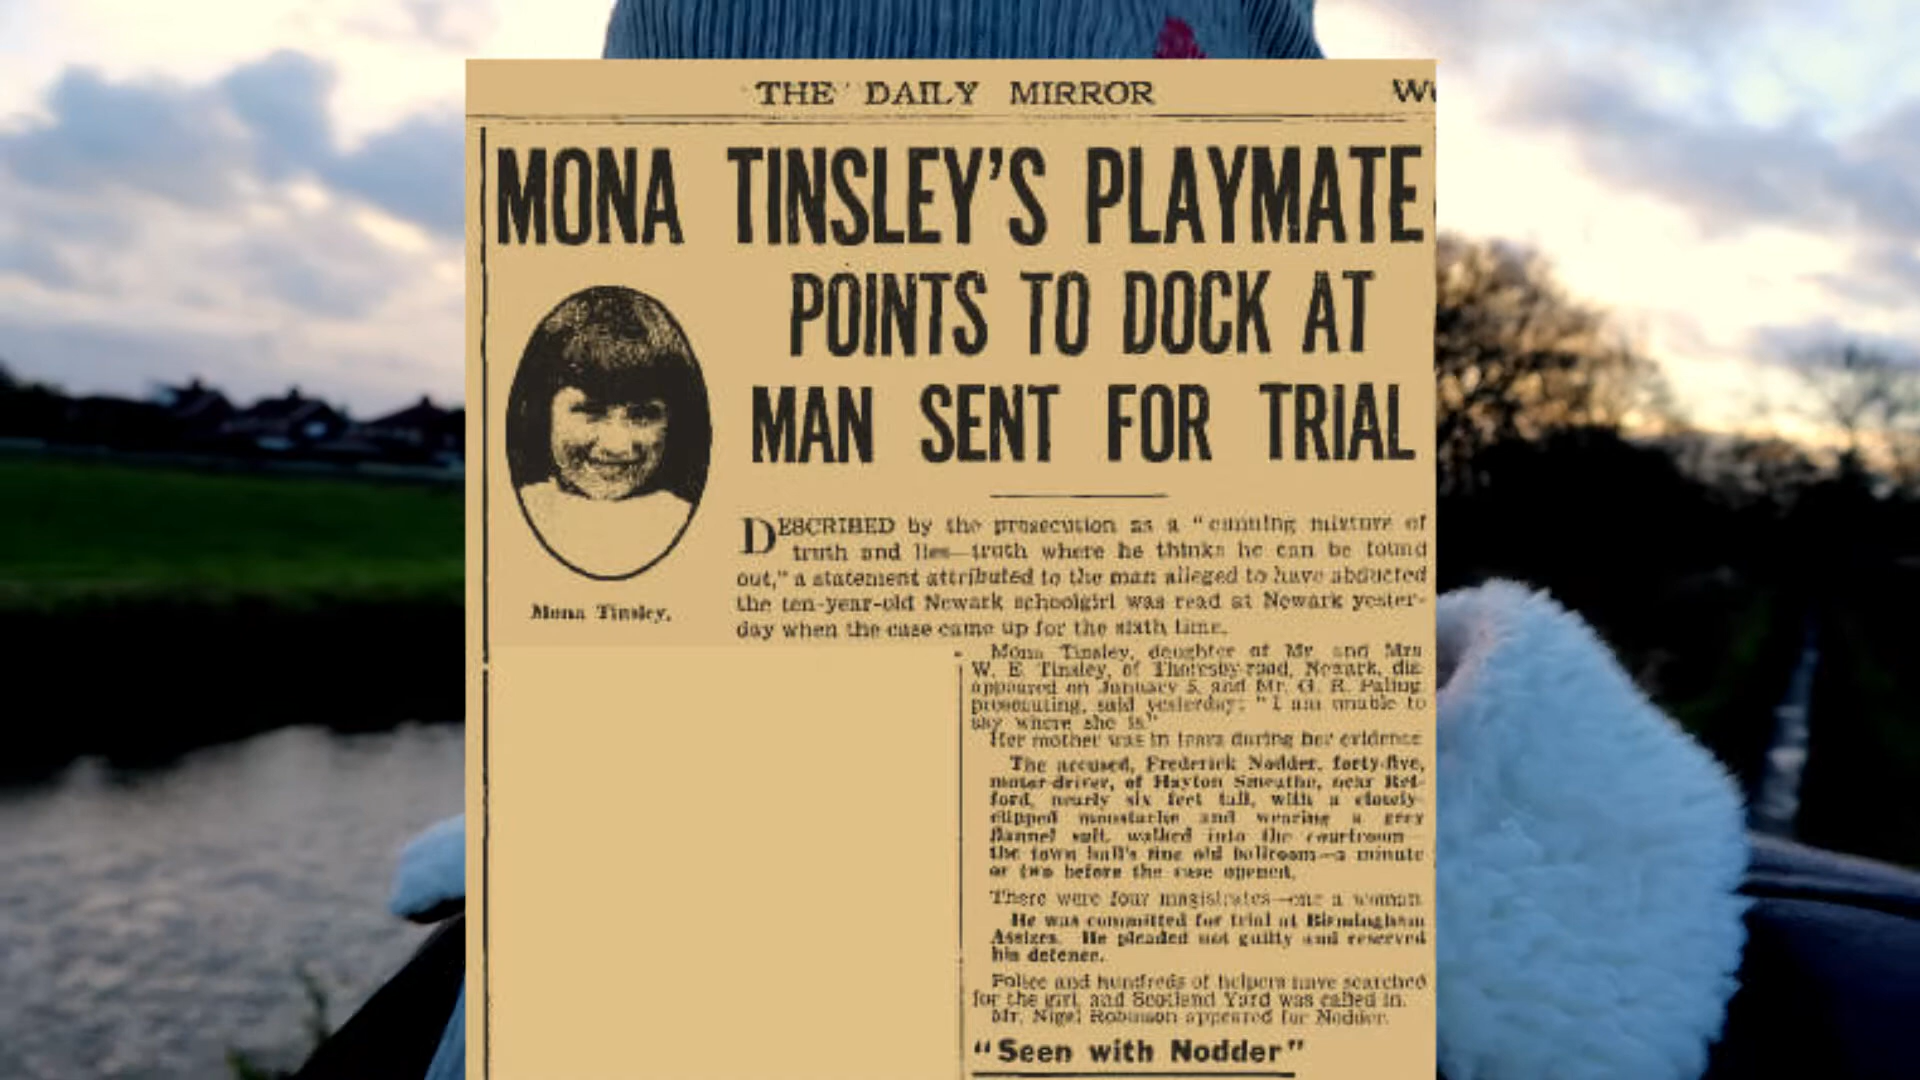 THE DAILY MIRROR
MONA TINSLEY'S PLAYMATE
POINTS TO DOCK AT
MAN SENT FOR TRIAL
Mona Tinsley.
DESCRIBED by the prosecution as a "cunning mixture of
truth and lies—truth where he thinks he can be found
out," a statement attributed to the man alleged to have abducted
the ten-year-old Newark schoolgirl was read at Newark yester-
day when the case came up for the sixth time.
Mona Tinsley, daughter of Mr. and Mrs
W. E. Tinsley, of Thoresby-road, Newark, dis
appeared on January 5, and Mr. G. R. Paling
prosecuting, said yesterday: "I am unable to
say where she is"
Her mother was in tears during her evidence
The accused, Frederick Nodder, forty-five,
motor-driver, of Hayton Smeathe, near Ret-
ford, nearly six feet tall, with a closely-
clipped moustache and wearing a grey
flannel suit, walked into the courtroom—
the town hall's fine old ballroom—a minute
or two before the case opened.
There were four magistrates—one a woman.
He was committed for trial at Birmingham
Assizes. He pleaded not guilty and reserved
his defence.
Police and hundreds of helpers have searched
for the girl, and Scotland Yard was called in.
Mr. Nigel Robinson appeared for Nodder.
"Seen with Nodder"